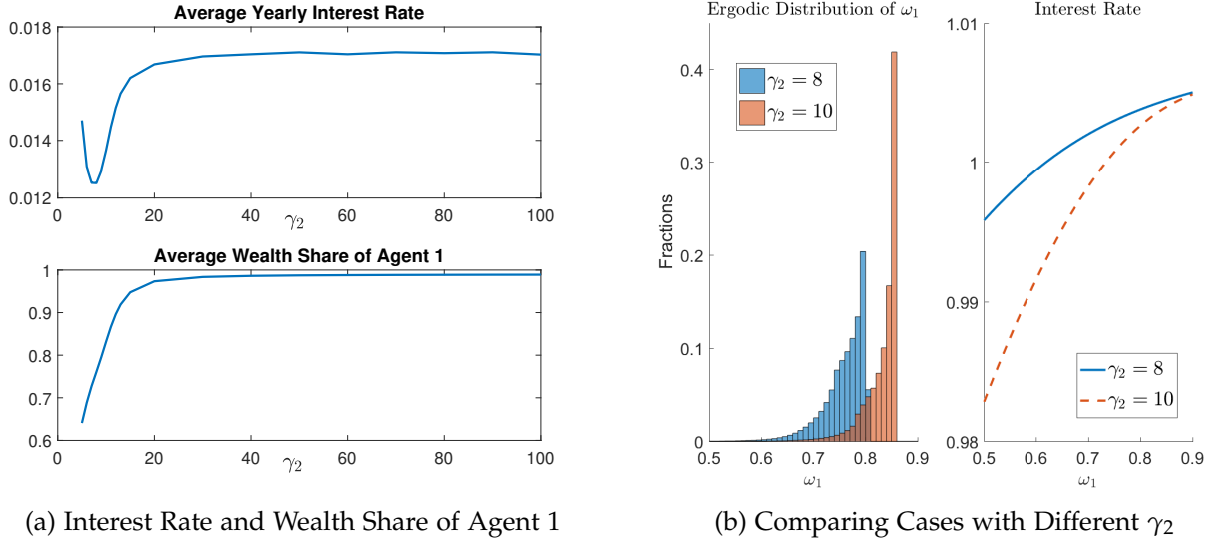 Average Yearly Interest Rate
0.018
0.016
0.014
0.012
0 20 40 60 80 100
γ₂
Average Wealth Share of Agent 1
1
0.9
0.8
0.7
0.6
0 20 40 60 80 100
γ₂
(a) Interest Rate and Wealth Share of Agent 1
Ergodic Distribution of ω₁
Fractions
0.4
0.3
0.2
0.1
0
0.5 0.6 0.7 0.8 0.9
ω₁
γ₂ = 8
γ₂ = 10
Interest Rate
1.01
1
0.99
0.98
0.5 0.6 0.7 0.8 0.9
ω₁
γ₂ = 8
γ₂ = 10
(b) Comparing Cases with Different γ₂